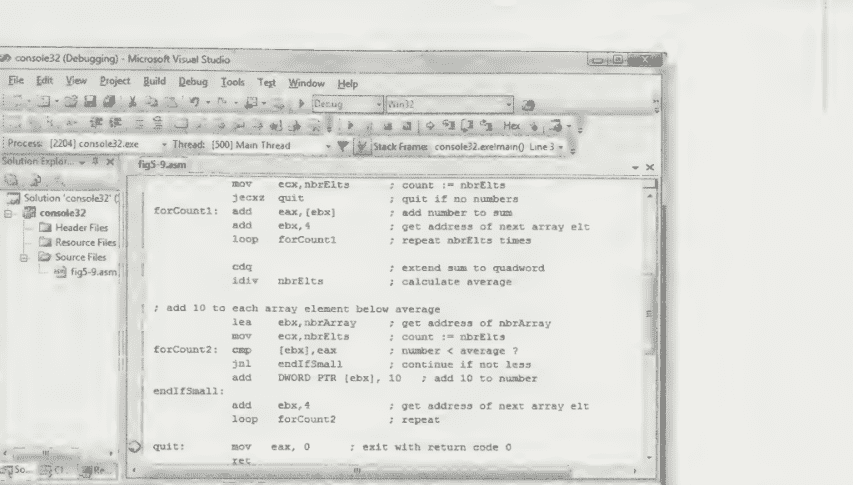 console32 (Debugging) - Microsoft Visual Studio
File Edit View Project Build Debug Tools Test Window Help
Debug Win32
Hex
Process: [2204] console32.exe Thread: [500] Main Thread Stack Frame: console32.exe!main() Line 3
Solution Explor...
fig5-9.asm
Solution 'console32' (
console32
Header Files
Resource Files
Source Files
fig5-9.asm
mov ecx,nbrElts ; count := nbrElts
jecxz quit ; quit if no numbers
forCount1: add eax,[ebx] ; add number to sum
add ebx,4 ; get address of next array elt
loop forCount1 ; repeat nbrElts times
cdq ; extend sum to quadword
idiv nbrElts ; calculate average
; add 10 to each array element below average
lea ebx,nbrArray ; get address of nbrArray
mov ecx,nbrElts ; count := nbrElts
forCount2: cmp [ebx],eax ; number < average ?
jnl endIfSmall ; continue if not less
add DWORD PTR [ebx], 10 ; add 10 to number
endIfSmall:
add ebx,4 ; get address of next array elt
loop forCount2 ; repeat
quit: mov eax, 0 ; exit with return code 0
ret
So... Cl... Re...